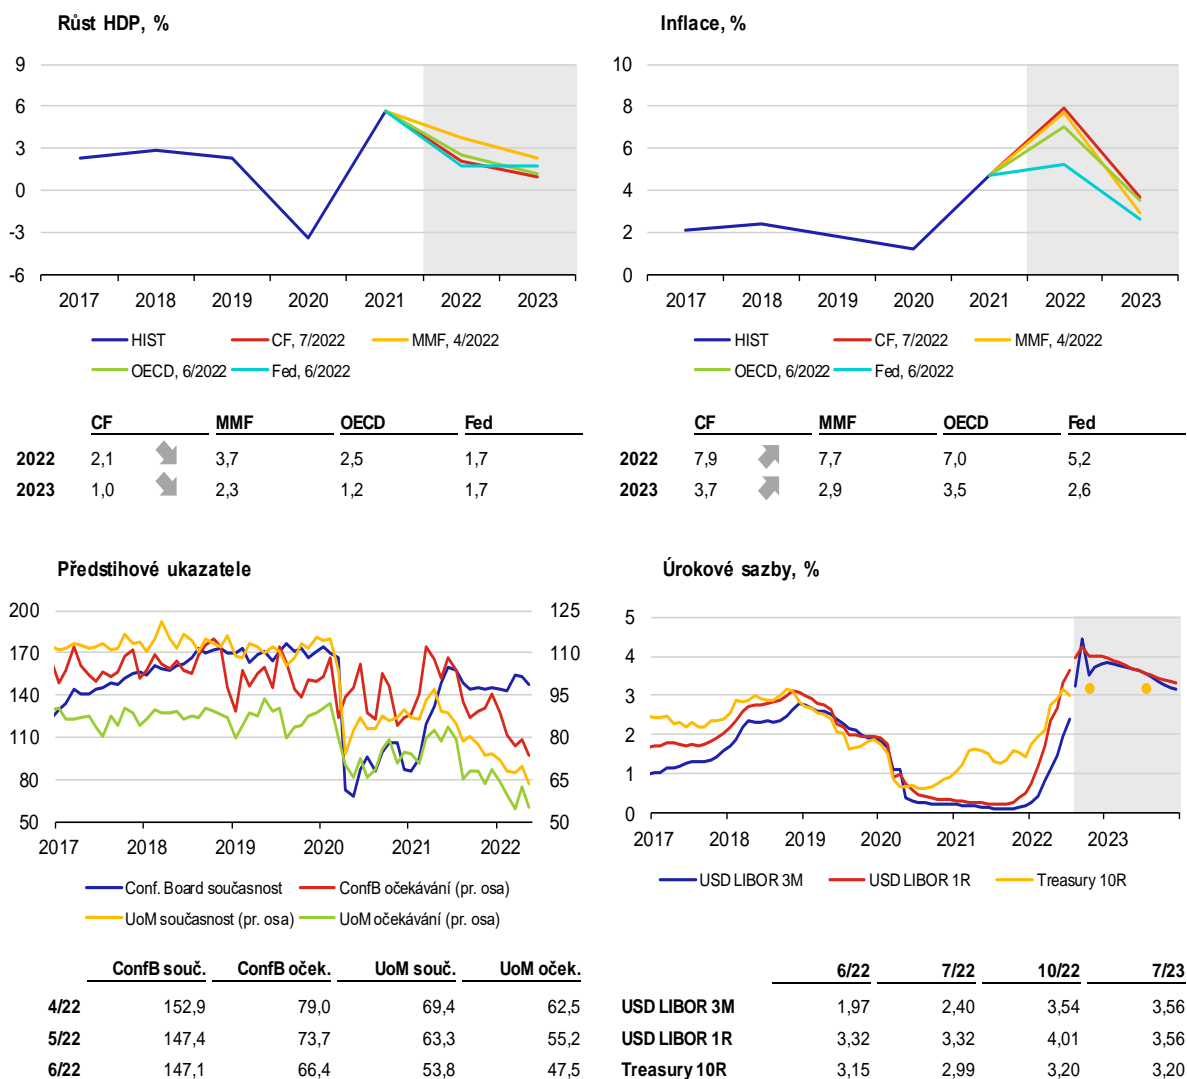 Růst HDP, %
9
6
3
0
-3
-6
2017 2018 2019 2020 2021 2022 2023
HIST CF, 7/2022 MMF, 4/2022
OECD, 6/2022 Fed, 6/2022
CF MMF OECD Fed
2022 2,1 3,7 2,5 1,7
2023 1,0 2,3 1,2 1,7
Inflace, %
10
8
6
4
2
0
2017 2018 2019 2020 2021 2022 2023
HIST CF, 7/2022 MMF, 4/2022
OECD, 6/2022 Fed, 6/2022
CF MMF OECD Fed
2022 7,9 7,7 7,0 5,2
2023 3,7 2,9 3,5 2,6
Předstihové ukazatele
200 125
170 110
140 95
110 80
80 65
50 50
2017 2018 2019 2020 2021 2022
Conf. Board současnost ConfB očekávání (pr. osa)
UoM současnost (pr. osa) UoM očekávání (pr. osa)
ConfB souč. ConfB oček. UoM souč. UoM oček.
4/22 152,9 79,0 69,4 62,5
5/22 147,4 73,7 63,3 55,2
6/22 147,1 66,4 53,8 47,5
Úrokové sazby, %
5
4
3
2
1
0
2017 2018 2019 2020 2021 2022 2023
USD LIBOR 3M USD LIBOR 1R Treasury 10R
6/22 7/22 10/22 7/23
USD LIBOR 3M 1,97 2,40 3,54 3,56
USD LIBOR 1R 3,32 3,32 4,01 3,56
Treasury 10R 3,15 2,99 3,20 3,20